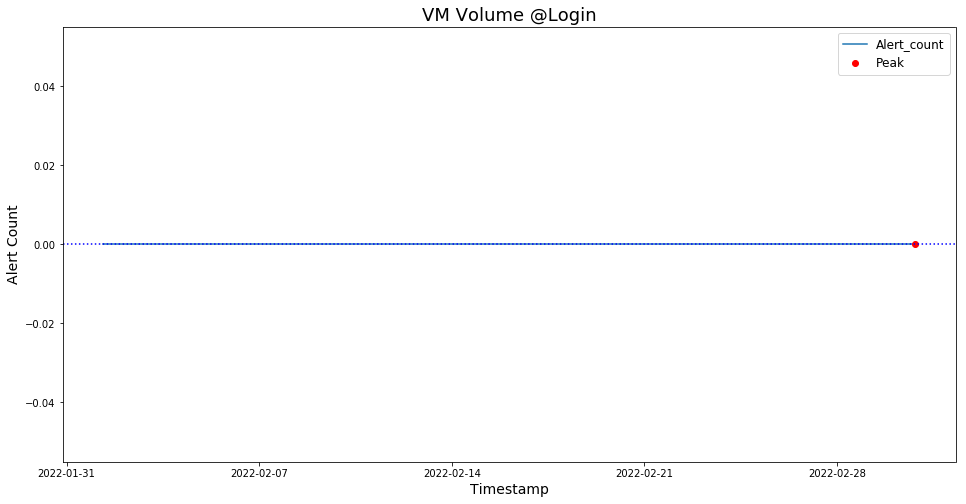 VM Volume @Login
Alert_count
Peak
Alert Count
0.04
0.02
0.00
−0.02
−0.04
2022-01-31
2022-02-07
2022-02-14
2022-02-21
2022-02-28
Timestamp